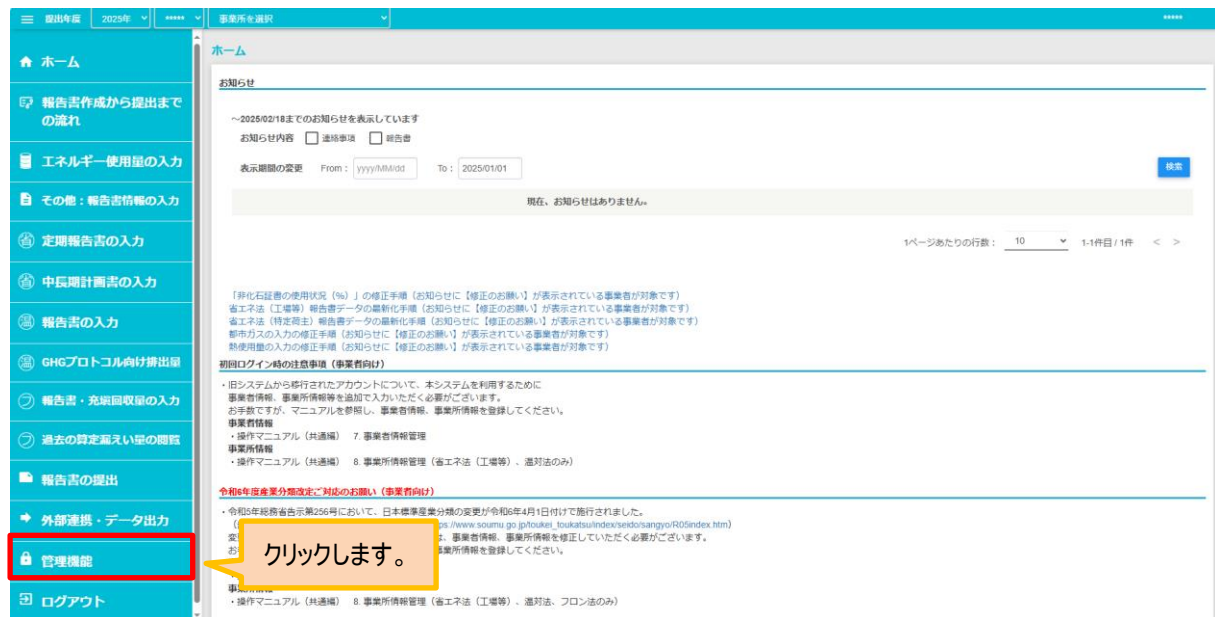 提出年度 2025年 ***** 事業所を選択 *****
ホーム
報告書作成から提出まで
の流れ
エネルギー使用量の入力
その他：報告書情報の入力
定期報告書の入力
中長期計画書の入力
報告書の入力
GHGプロトコル向け排出量
報告書・充填回収量の入力
過去の算定漏えい量の閲覧
報告書の提出
外部連携・データ出力
管理機能
ログアウト
ホーム
お知らせ
～2025/02/18までのお知らせを表示しています
お知らせ内容 連絡事項 報告書
表示期間の変更 From： yyyy/MM/dd To： 2025/01/01 検索
現在、お知らせはありません。
1ページあたりの行数： 10 1-1件目 / 1件 < >
「非化石証書の使用状況（%）」の修正手順（お知らせに【修正のお願い】が表示されている事業者が対象です）
省エネ法（工場等）報告書データの最新化手順（お知らせに【修正のお願い】が表示されている事業者が対象です）
省エネ法（特定荷主）報告書データの最新化手順（お知らせに【修正のお願い】が表示されている事業者が対象です）
都市ガスの入力の修正手順（お知らせに【修正のお願い】が表示されている事業者が対象です）
熱使用量の入力の修正手順（お知らせに【修正のお願い】が表示されている事業者が対象です）
初回ログイン時の注意事項（事業者向け）
・旧システムから移行されたアカウントについて、本システムを利用するために
事業者情報、事業所情報等を追加で入力いただく必要がございます。
お手数ですが、マニュアルを参照し、事業者情報、事業所情報を登録してください。
事業者情報
・操作マニュアル（共通編） 7. 事業者情報管理
事業所情報
・操作マニュアル（共通編） 8. 事業所情報管理（省エネ法（工場等）、温対法のみ）
令和6年度産業分類改定ご対応のお願い（事業者向け）
・令和5年総務省告示第256号において、日本標準産業分類の変更が令和6年4月1日付けで施行されました。
ps://www.soumu.go.jp/toukei_toukatsu/index/seido/sangyo/R05index.htm）
変 、事業者情報、事業所情報を修正していただく必要がございます。
お 事業所情報を登録してください。
クリックします。
事業所情報
・操作マニュアル（共通編） 8. 事業所情報管理（省エネ法（工場等）、温対法、フロン法のみ）